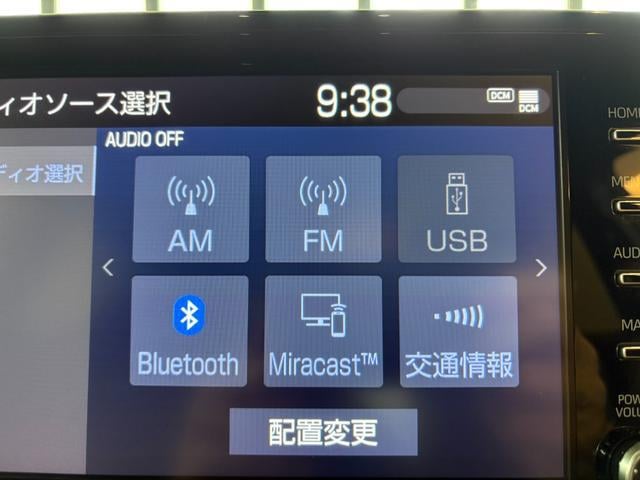 ィオソース選択
9:38
DCM
DCM
AUDIO OFF
ディオ選択
AM
FM
USB
Bluetooth
Miracast™
交通情報
配置変更
HOM
MEN
AUD
MA
POW
VOLU